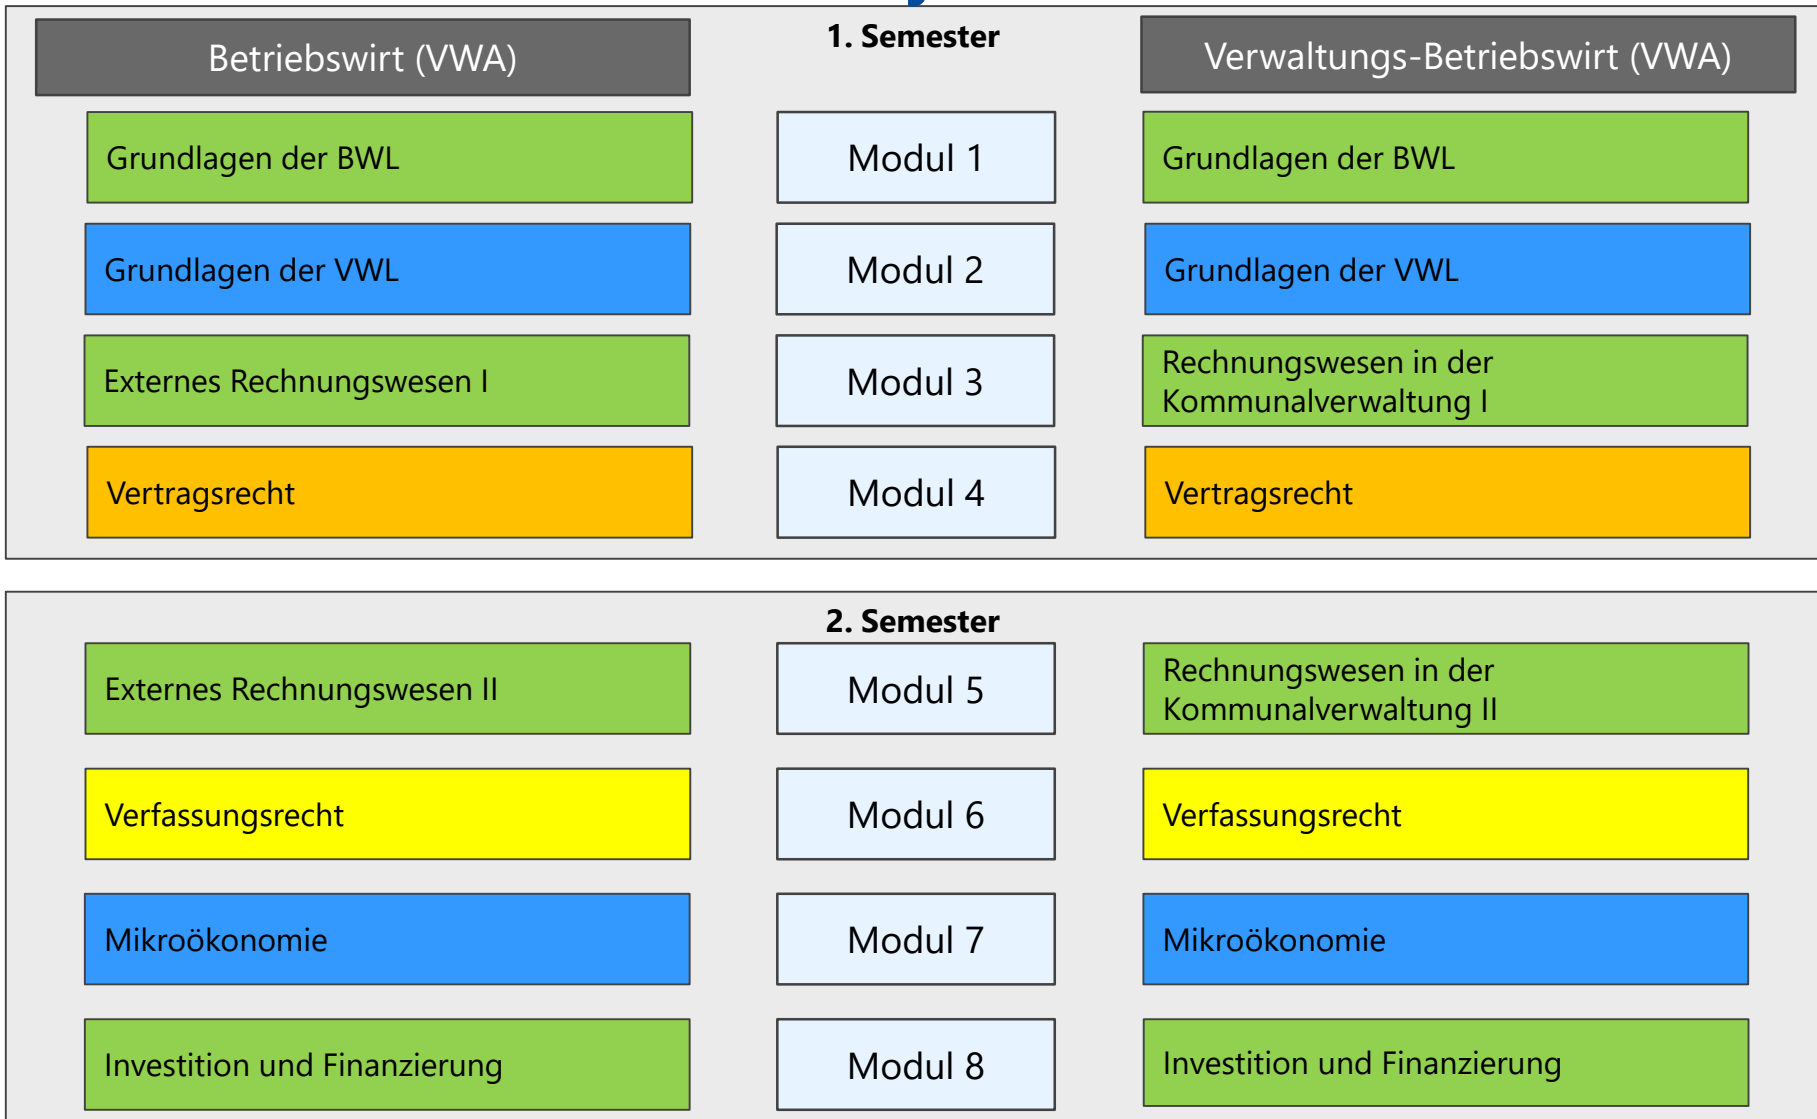 1. Semester
Betriebswirt (VWA)
Verwaltungs-Betriebswirt (VWA)
Grundlagen der BWL
Modul 1
Grundlagen der BWL
Grundlagen der VWL
Modul 2
Grundlagen der VWL
Externes Rechnungswesen I
Modul 3
Rechnungswesen in der
Kommunalverwaltung I
Vertragsrecht
Modul 4
Vertragsrecht
2. Semester
Externes Rechnungswesen II
Modul 5
Rechnungswesen in der
Kommunalverwaltung II
Verfassungsrecht
Modul 6
Verfassungsrecht
Mikroökonomie
Modul 7
Mikroökonomie
Investition und Finanzierung
Modul 8
Investition und Finanzierung